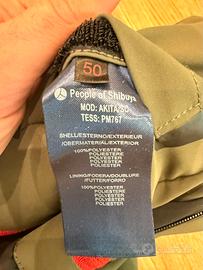 50
People of Shibuya
MOD: AKITA/SC
TESS: PM767
SHELL/ESTERNO/EXTERIEUR
/OBERMATERIAL/EXTERIOR
100%POLYESTER
POLIESTERE
POLYESTER
POLYESTER
POLIESTER
LINING/FODERA/DOUBLURE
/FUTTER/FORRO
100%POLYESTER
POLIESTERE
POLYESTER
POLYESTER
POLIESTER